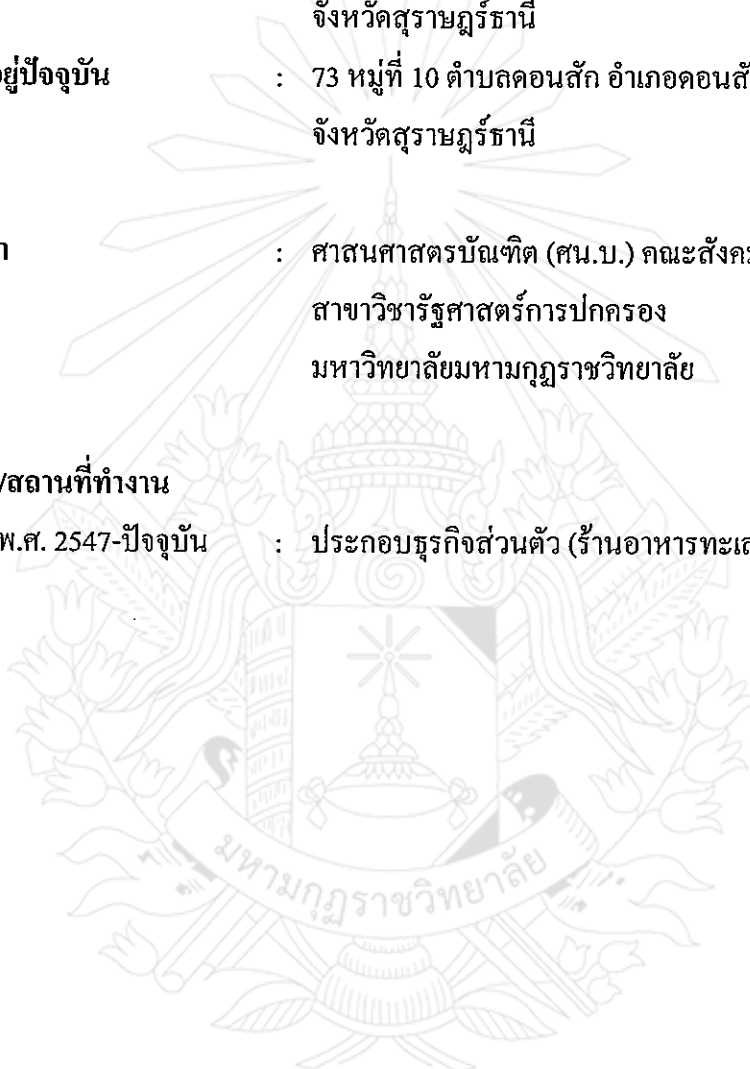 จังหวัดสุราษฎร์ธานี
อยู่ปัจจุบัน : 73 หมู่ที่ 10 ตำบลดอนสัก อำเภอดอนสัก
จังหวัดสุราษฎร์ธานี
: ศาสนศาสตรบัณฑิต (ศน.บ.) คณะสังคม
สาขาวิชารัฐศาสตร์การปกครอง
มหาวิทยาลัยมหามกุฏราชวิทยาลัย
/สถานที่ทำงาน
พ.ศ. 2547-ปัจจุบัน : ประกอบธุรกิจส่วนตัว (ร้านอาหารทะเล
มหามกุฏราชวิทยาลัย